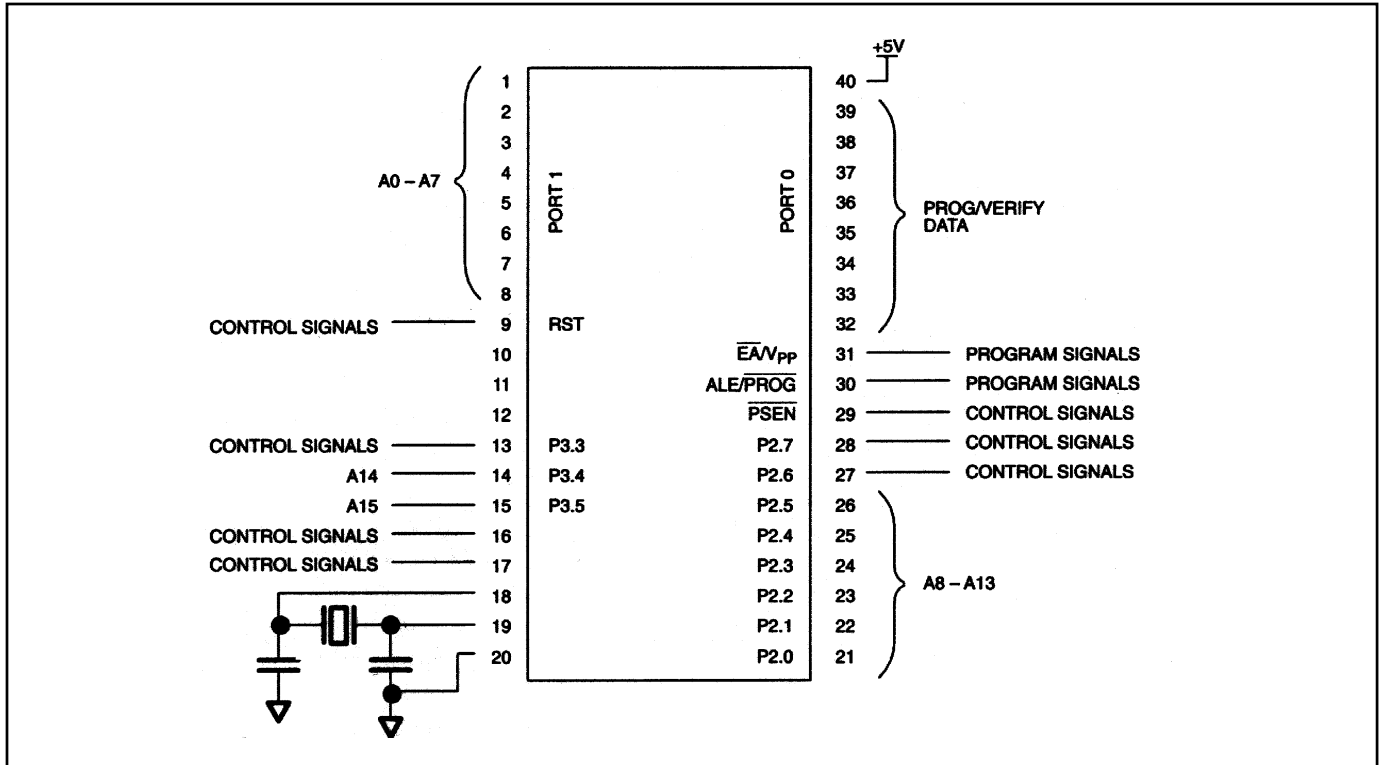 +5V
1
40
2
39
3
38
A0 – A7
4
PORT 1
PORT 0
37
5
36
PROG/VERIFY
DATA
6
35
7
34
8
33
32
CONTROL SIGNALS
9
RST
10
EA/VPP
31
PROGRAM SIGNALS
11
ALE/PROG
30
PROGRAM SIGNALS
12
PSEN
29
CONTROL SIGNALS
CONTROL SIGNALS
13
P3.3
P2.7
28
CONTROL SIGNALS
A14
14
P3.4
P2.6
27
CONTROL SIGNALS
A15
15
P3.5
P2.5
26
CONTROL SIGNALS
16
P2.4
25
CONTROL SIGNALS
17
P2.3
24
A8 – A13
18
P2.2
23
19
P2.1
22
20
P2.0
21